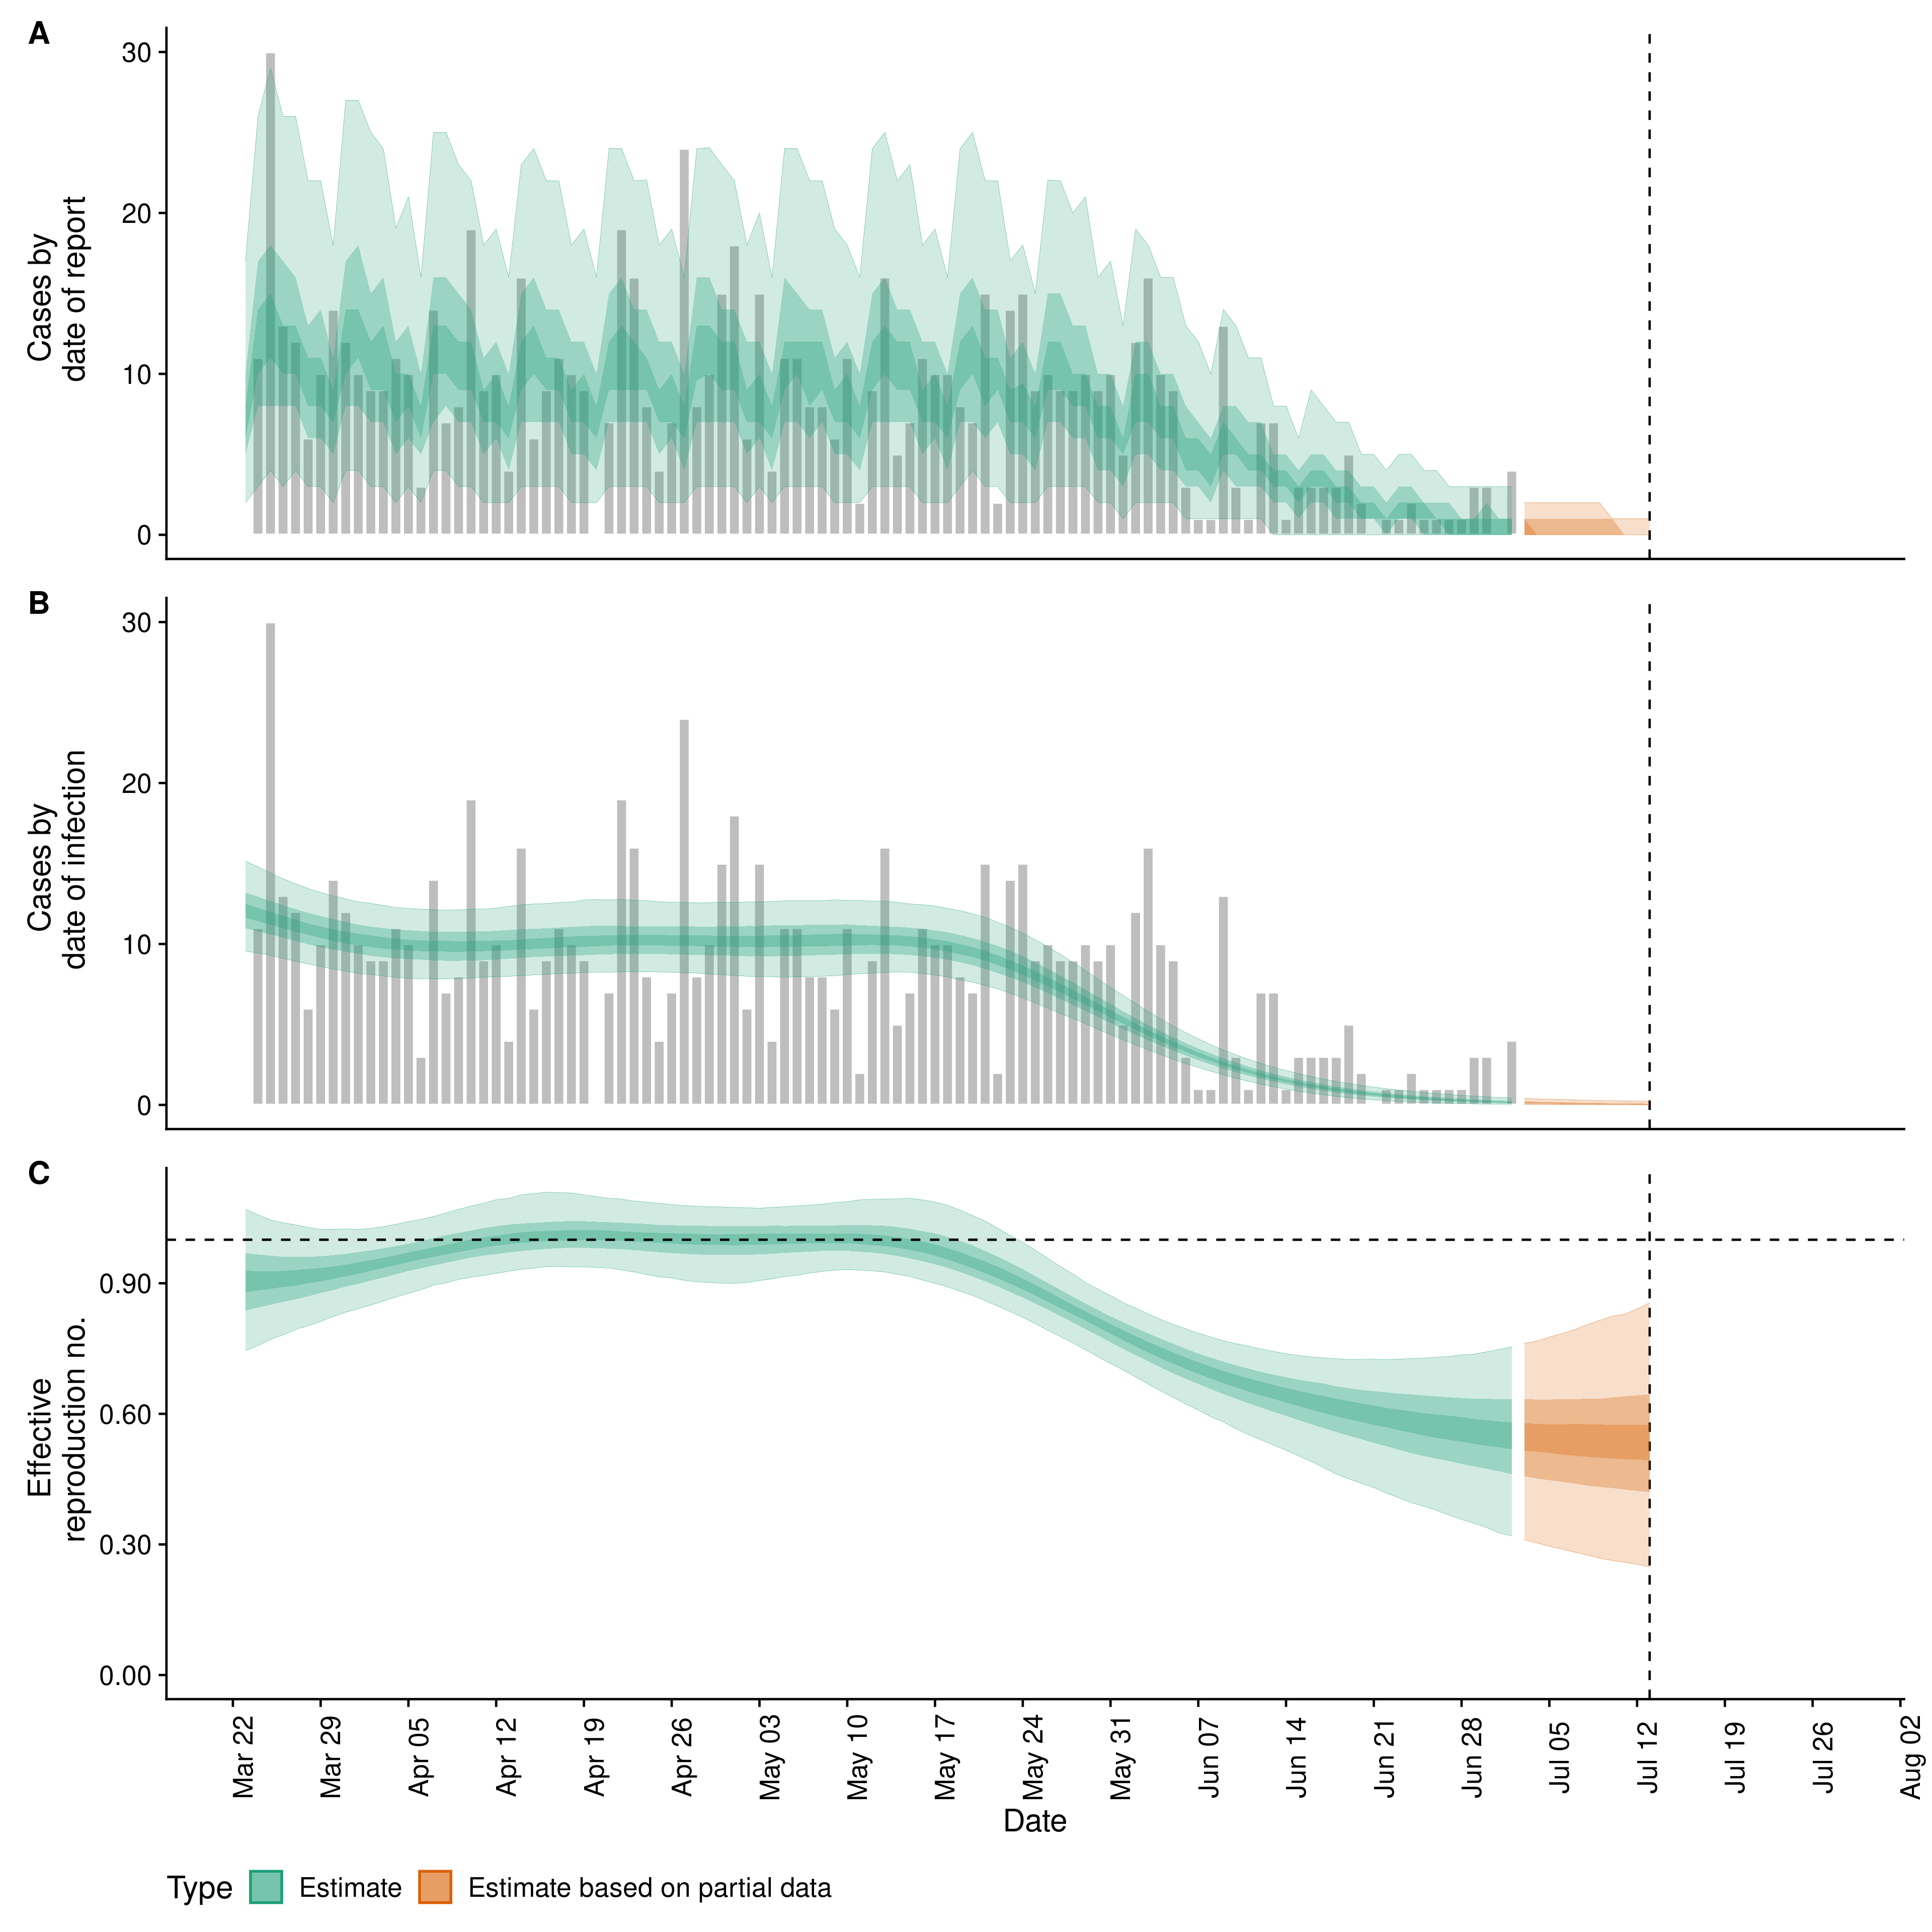 A
Cases by
date of report
30
20
10
0
B
Cases by
date of infection
30
20
10
0
C
Effective
reproduction no.
0.90
0.60
0.30
0.00
Mar 22
Mar 29
Apr 05
Apr 12
Apr 19
Apr 26
May 03
May 10
May 17
May 24
May 31
Jun 07
Jun 14
Jun 21
Jun 28
Jul 05
Jul 12
Jul 19
Jul 26
Aug 02
Date
Type Estimate Estimate based on partial data